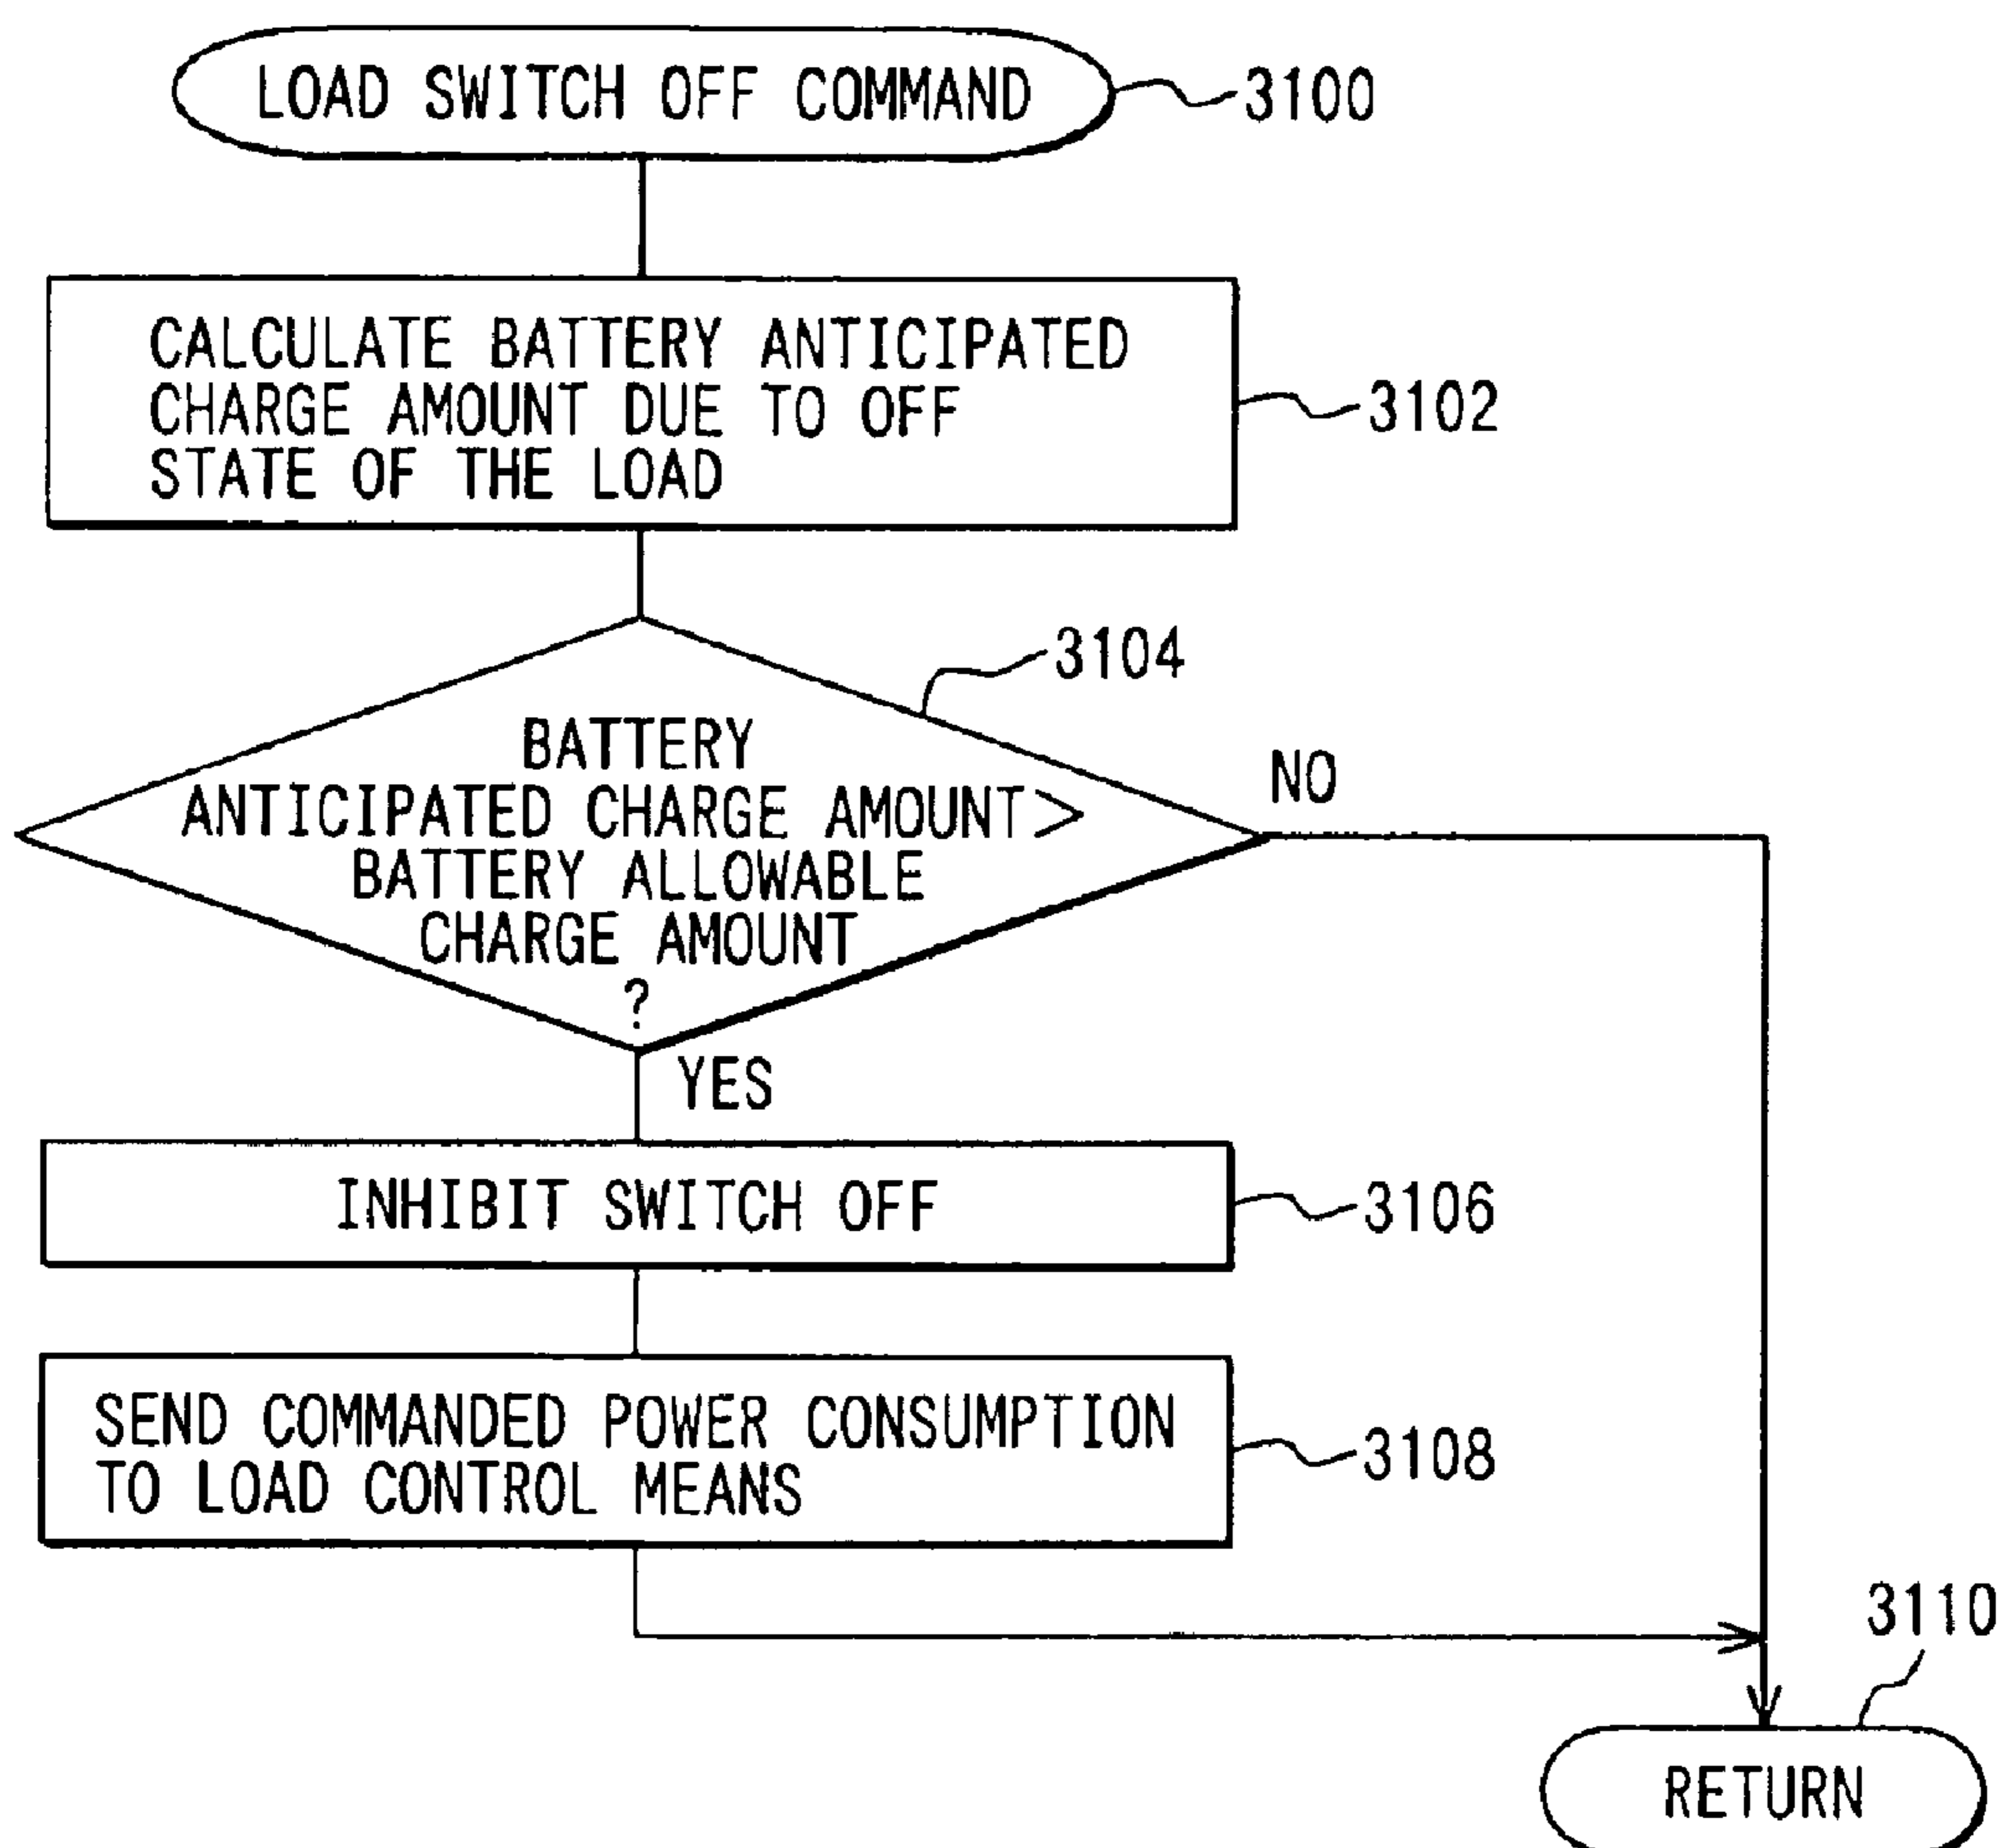 LOAD SWITCH OFF COMMAND
3100
CALCULATE BATTERY ANTICIPATED
CHARGE AMOUNT DUE TO OFF
STATE OF THE LOAD
3102
3104
BATTERY
ANTICIPATED CHARGE AMOUNT>
BATTERY ALLOWABLE
CHARGE AMOUNT
?
NO
YES
INHIBIT SWITCH OFF
3106
SEND COMMANDED POWER CONSUMPTION
TO LOAD CONTROL MEANS
3108
3110
RETURN